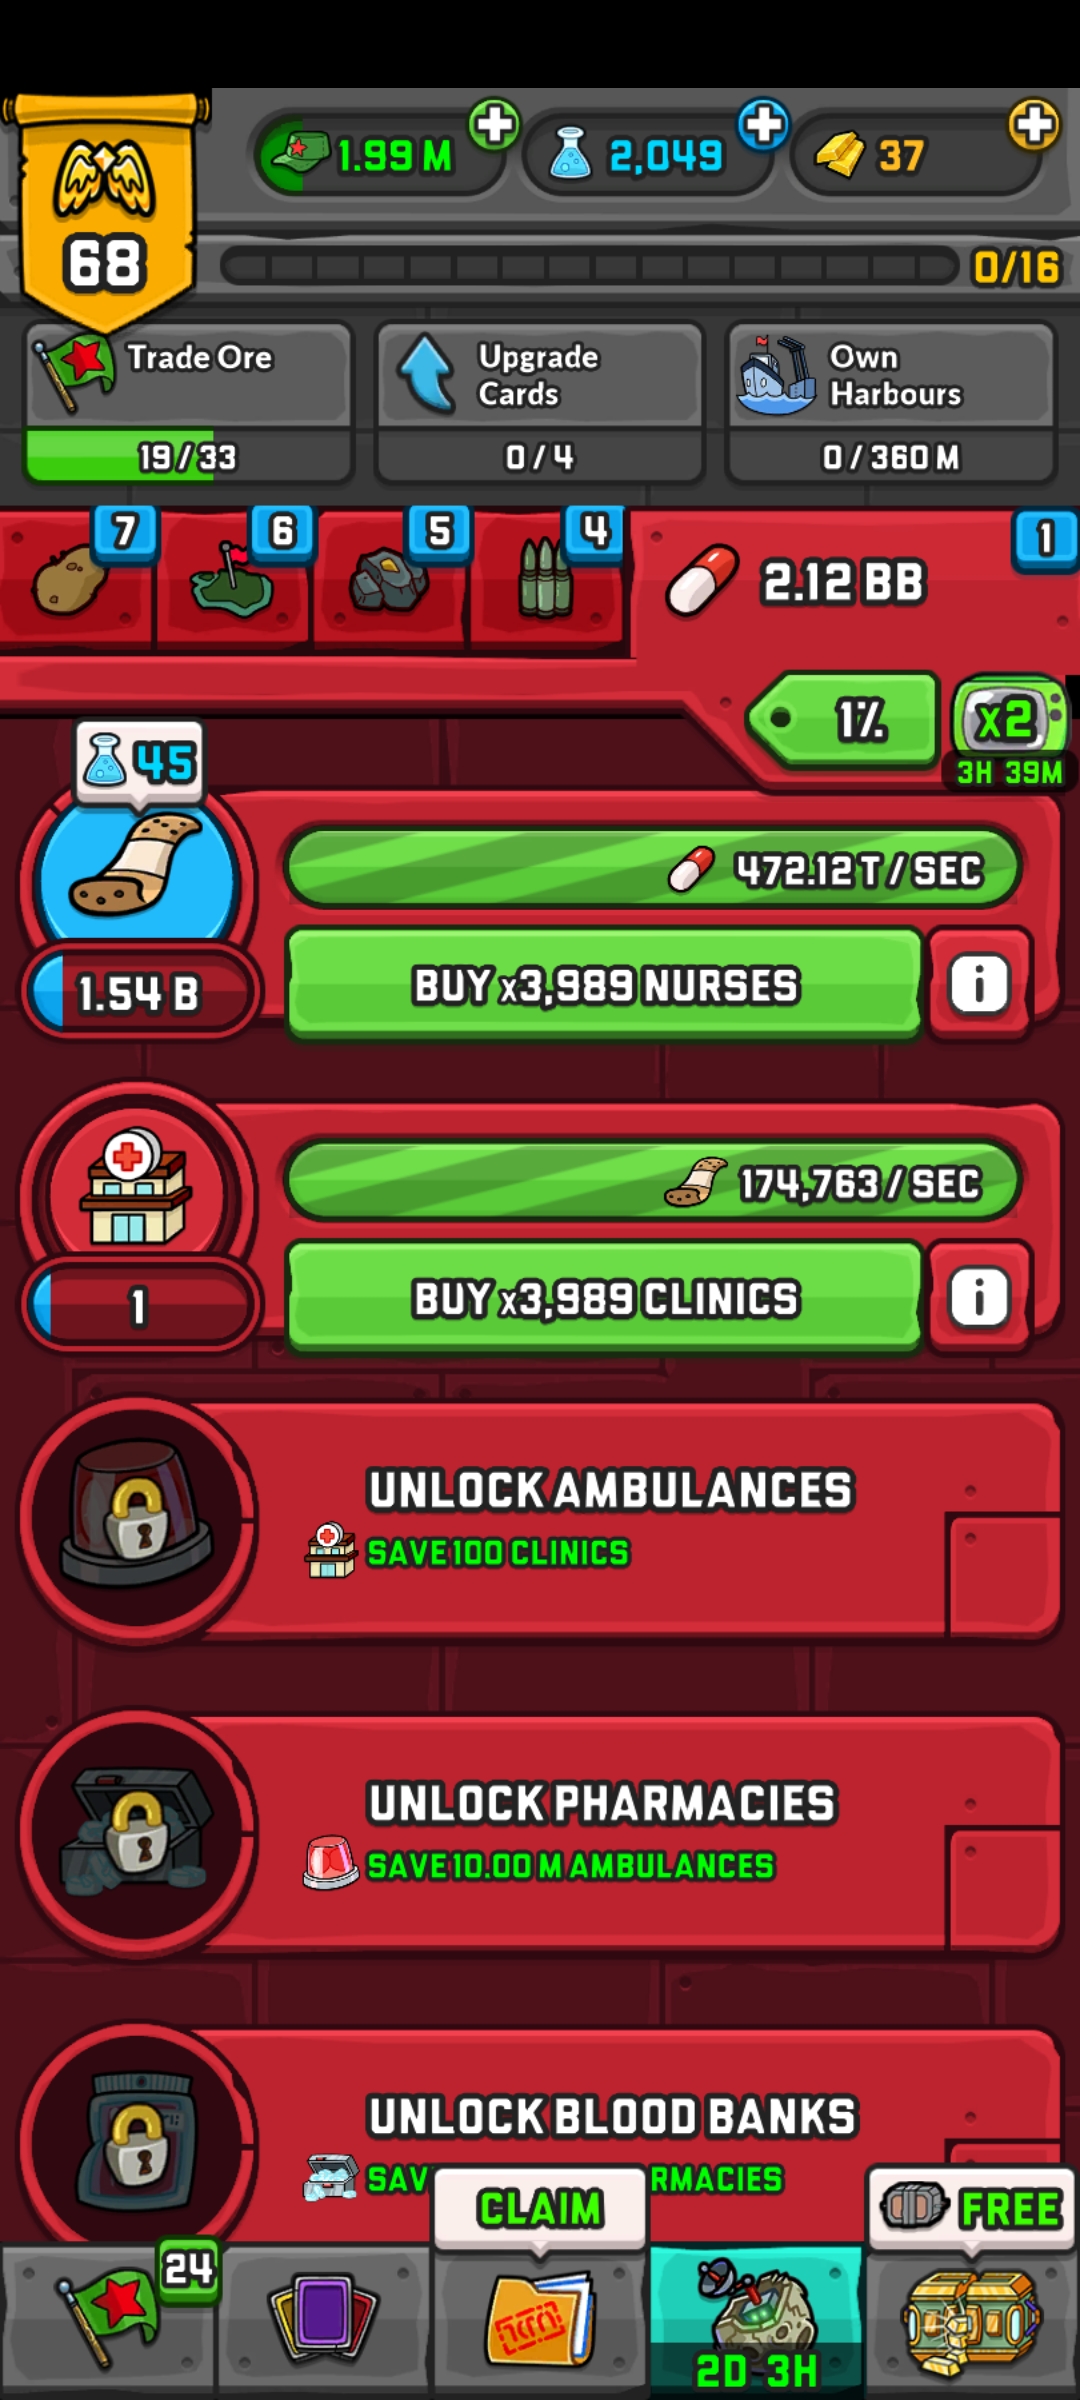 1.99 M
2,049
37
68
0/16
Trade Ore
19/33
Upgrade
Cards
0/4
Own
Harbours
0/360 M
7
6
5
4
2.12 BB
1
1%
x2
3H 39M
45
472.12 T / SEC
1.54 B
BUY x3,989 NURSES
i
174,763 / SEC
1
BUY x3,989 CLINICS
i
UNLOCK AMBULANCES
SAVE 100 CLINICS
UNLOCK PHARMACIES
SAVE 10.00 M AMBULANCES
UNLOCK BLOOD BANKS
CLAIM
FREE
24
2D 3H